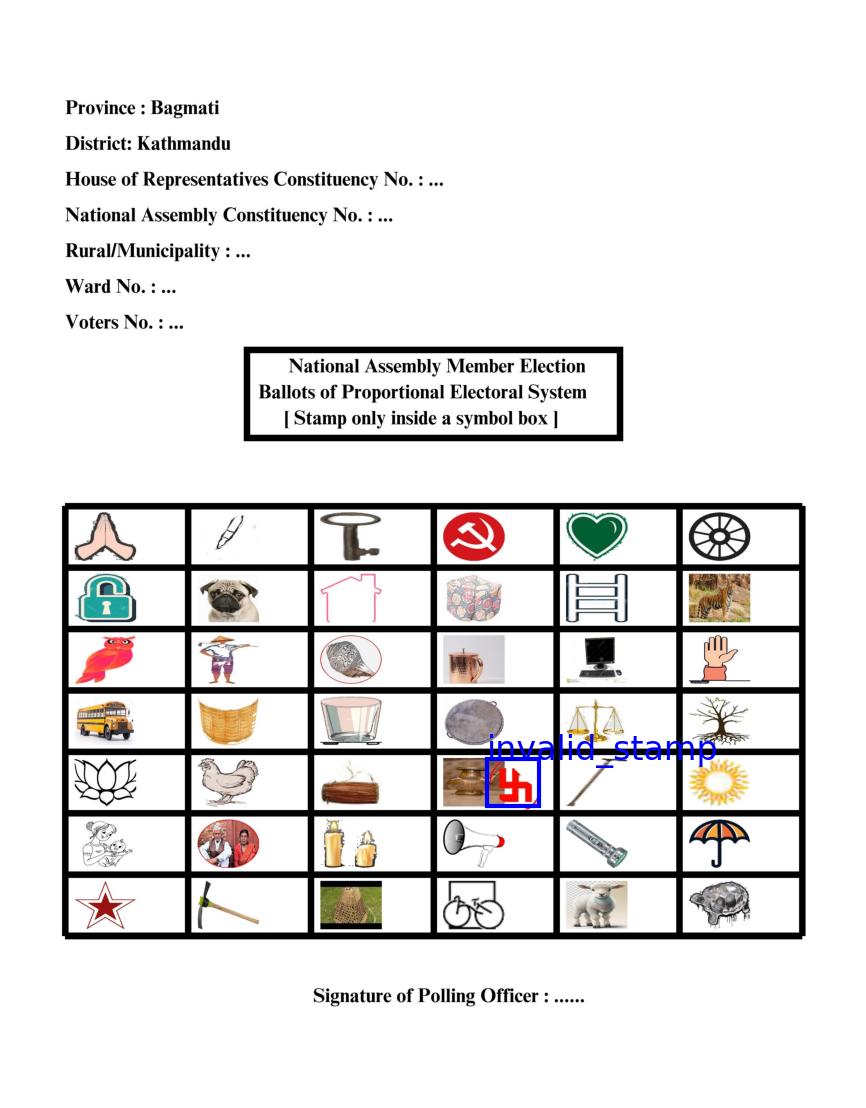 Province : Bagmati
District: Kathmandu
House of Representatives Constituency No. : ...
National Assembly Constituency No. : ...
Rural/Municipality : ...
Ward No. : ...
Voters No. : ...
National Assembly Member Election
Ballots of Proportional Electoral System
[ Stamp only inside a symbol box ]
invalid_stamp
Signature of Polling Officer : ......